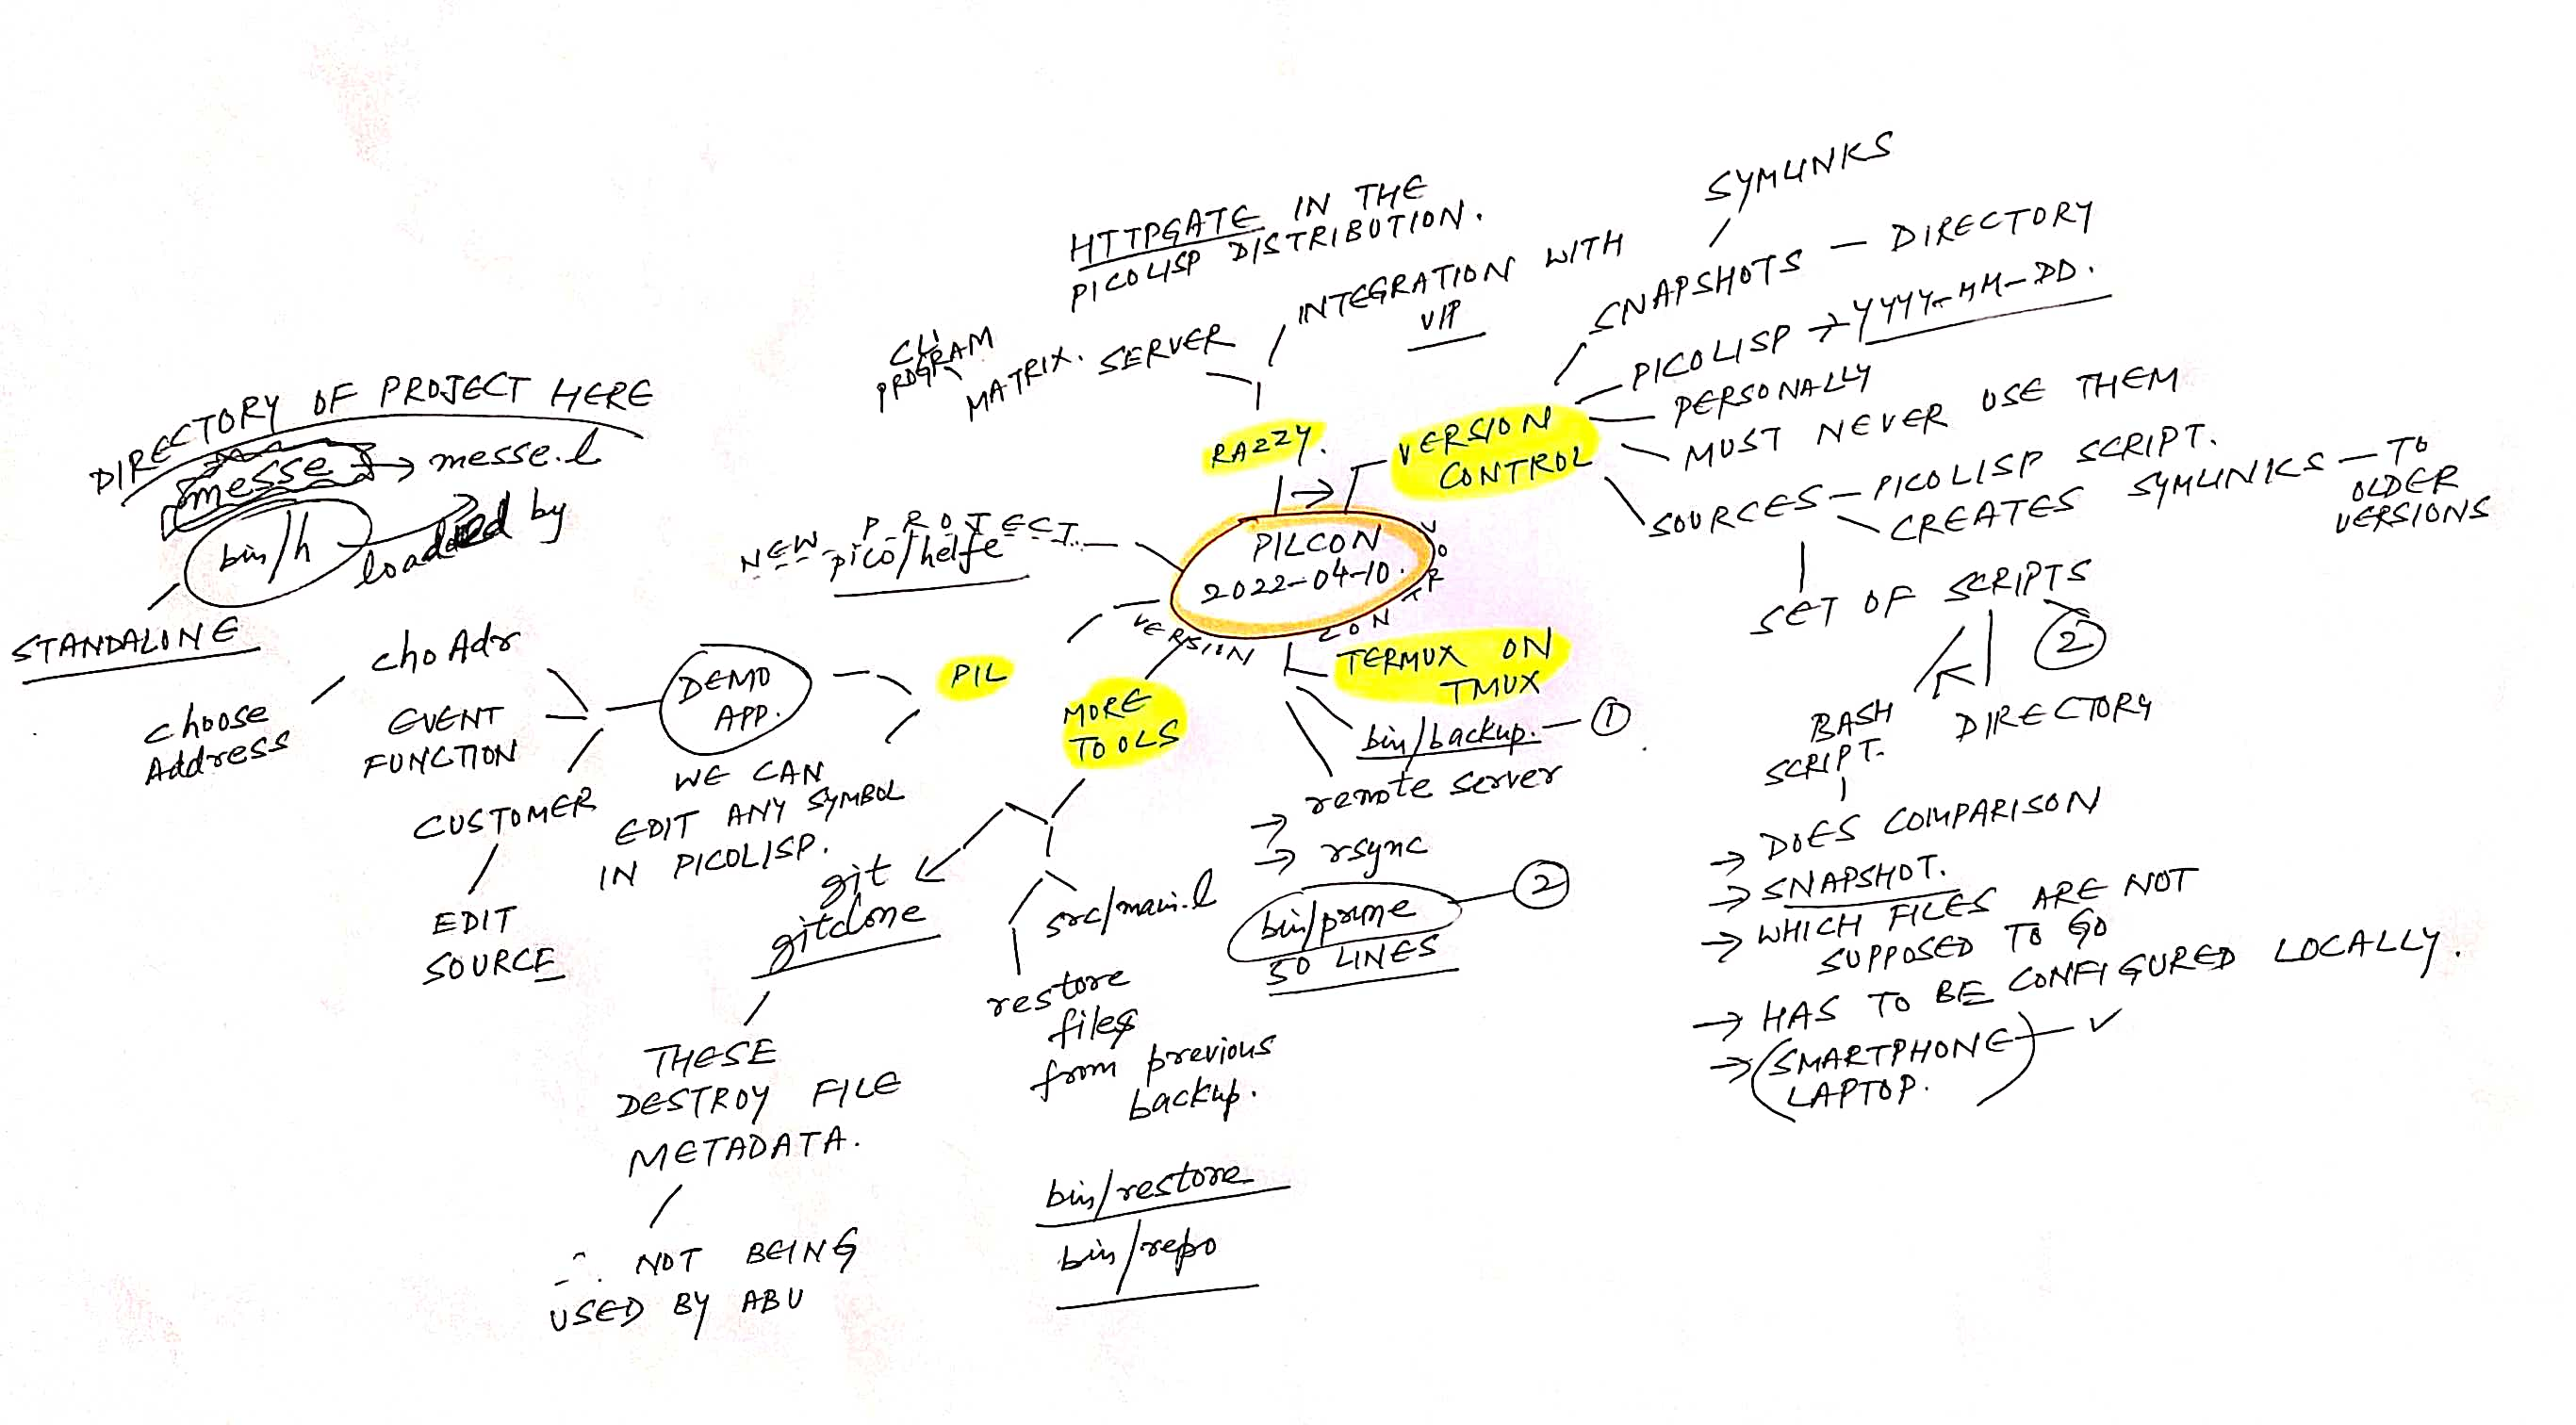 PILCON
2022-04-10.
VERSION CONTROL
RAZZY.
MATRIX. SERVER
CLI
PROGRAM
HTTPGATE IN THE
PICOLISP DISTRIBUTION.
INTEGRATION WITH
VIP
VERSION
CONTROL
SYMLINKS
SNAPSHOTS — DIRECTORY
PICOLISP → YYYY-MM-DD.
PERSONALLY
MUST NEVER USE THEM
SOURCES — PICOLISP SCRIPT.
CREATES SYMLINKS — TO
OLDER
VERSIONS
SET OF SCRIPTS
2
BASH
SCRIPT.
DIRECTORY
→ DOES COMPARISON
→ SNAPSHOT.
→ WHICH FILES ARE NOT
SUPPOSED TO GO
→ HAS TO BE CONFIGURED LOCALLY.
→ (SMARTPHONE) — ✓
LAPTOP.
TERMUX ON
TMUX
bin/backup. — 1
remote server
→
→ rsync
bin/prune — 2
50 LINES
MORE
TOOLS
git
gitclone
THESE
DESTROY FILE
METADATA.
∴ NOT BEING
USED BY ABU
src/main.l
restore
files
from previous
backup.
bin/restore
bin/repo
PIL
WE CAN
EDIT ANY SYMBOL
IN PICOLISP.
DEMO
APP.
choAdr
choose
Address
EVENT
FUNCTION
CUSTOMER
EDIT
SOURCE
NEW PROJECT
pico/helfe
DIRECTORY OF PROJECT HERE
messe → messe.l
bin/h
loaded by
STANDALONE